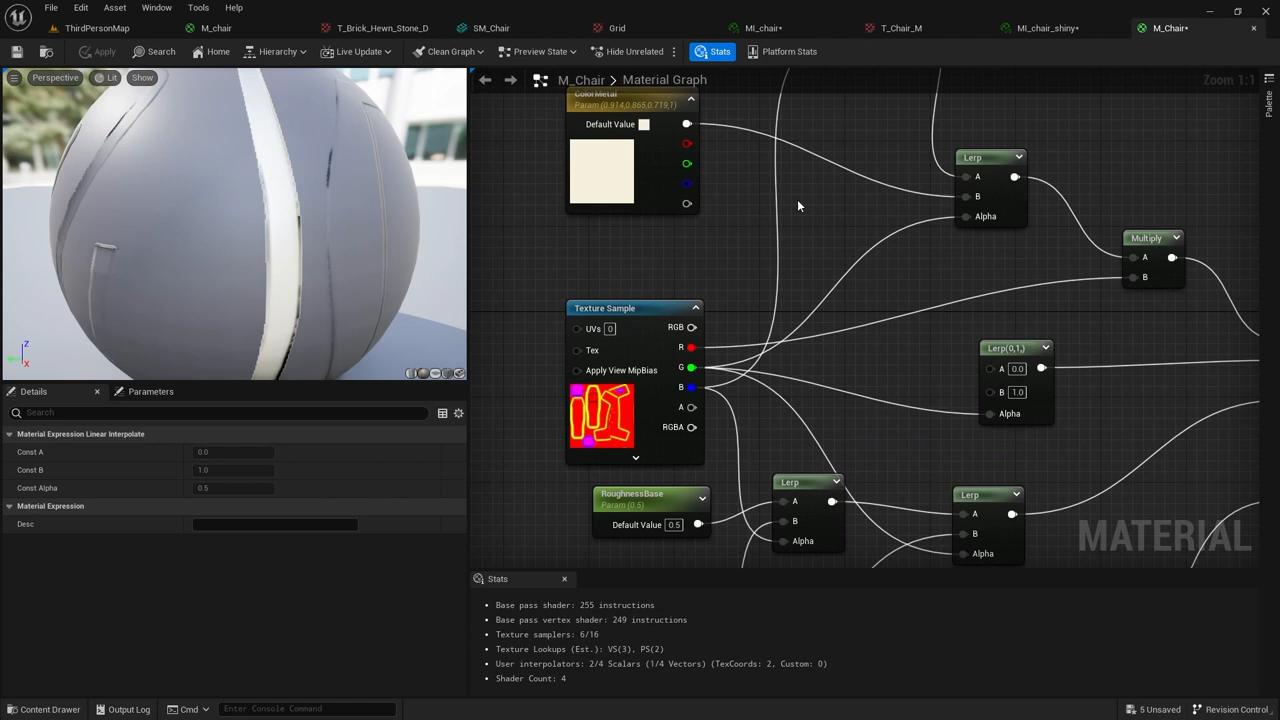 File Edit Asset Window Tools Help
ThirdPersonMap M_chair T_Brick_Hewn_Stone_D SM_Chair Grid MI_chair* T_Chair_M MI_chair_shiny* M_Chair*
Apply Search Home Hierarchy Live Update Clean Graph Preview State Hide Unrelated Stats Platform Stats
Perspective Lit Show
M_Chair > Material Graph Zoom 1:1
Palette
ColorMetal
Param (0.914,0.865,0.719,1)
Default Value
Lerp
A
B
Alpha
Multiply
A
B
Texture Sample
UVs 0
Tex
Apply View MipBias
RGB
R
G
B
A
RGBA
Lerp(0,1,)
A 0.0
B 1.0
Alpha
RoughnessBase
Param (0.5)
Default Value 0.5
Lerp
A
B
Alpha
Lerp
A
B
Alpha
MATERIAL
Z
X
Details Parameters
Search
Material Expression Linear Interpolate
Const A 0.0
Const B 1.0
Const Alpha 0.5
Material Expression
Desc
Stats
Base pass shader: 255 instructions
Base pass vertex shader: 249 instructions
Texture samplers: 6/16
Texture Lookups (Est.): VS(3), PS(2)
User interpolators: 2/4 Scalars (1/4 Vectors) (TexCoords: 2, Custom: 0)
Shader Count: 4
Content Drawer Output Log Cmd Enter Console Command 5 Unsaved Revision Control